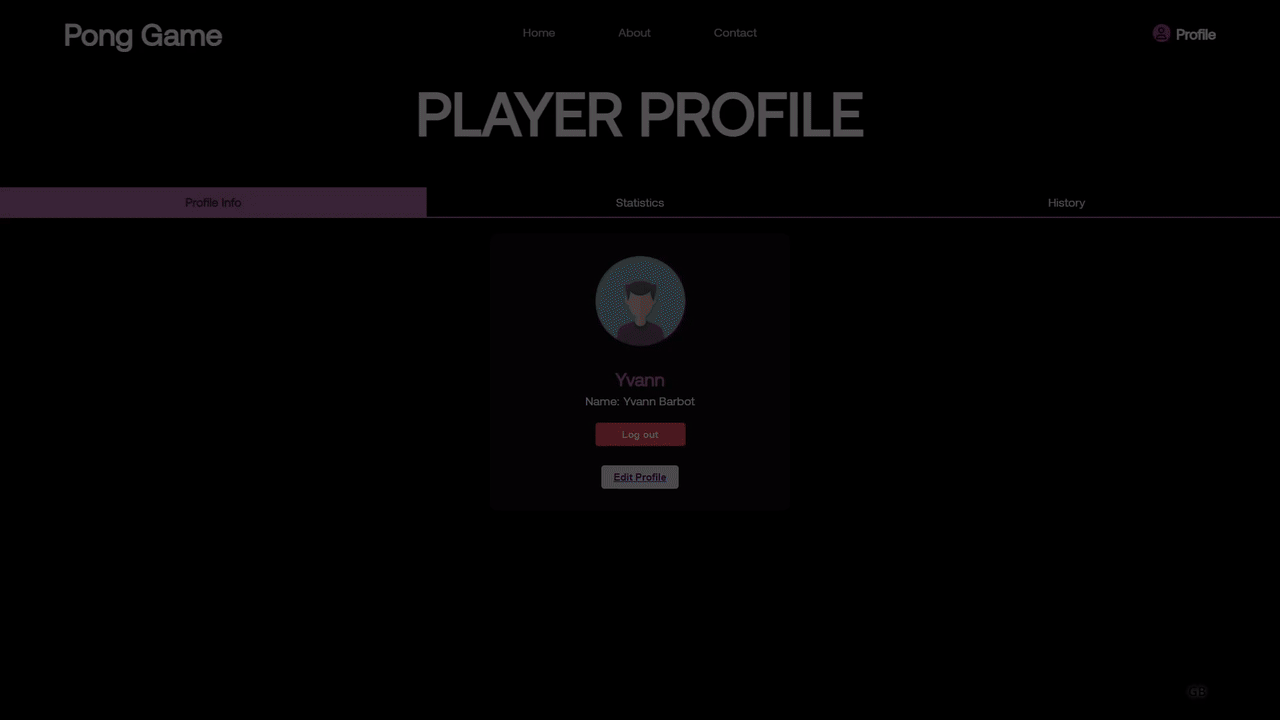 Pong Game
Home
About
Contact
Profile
PLAYER PROFILE
Profile Info
Statistics
History
Yvann
Name: Yvann Barbot
Log out
Edit Profile